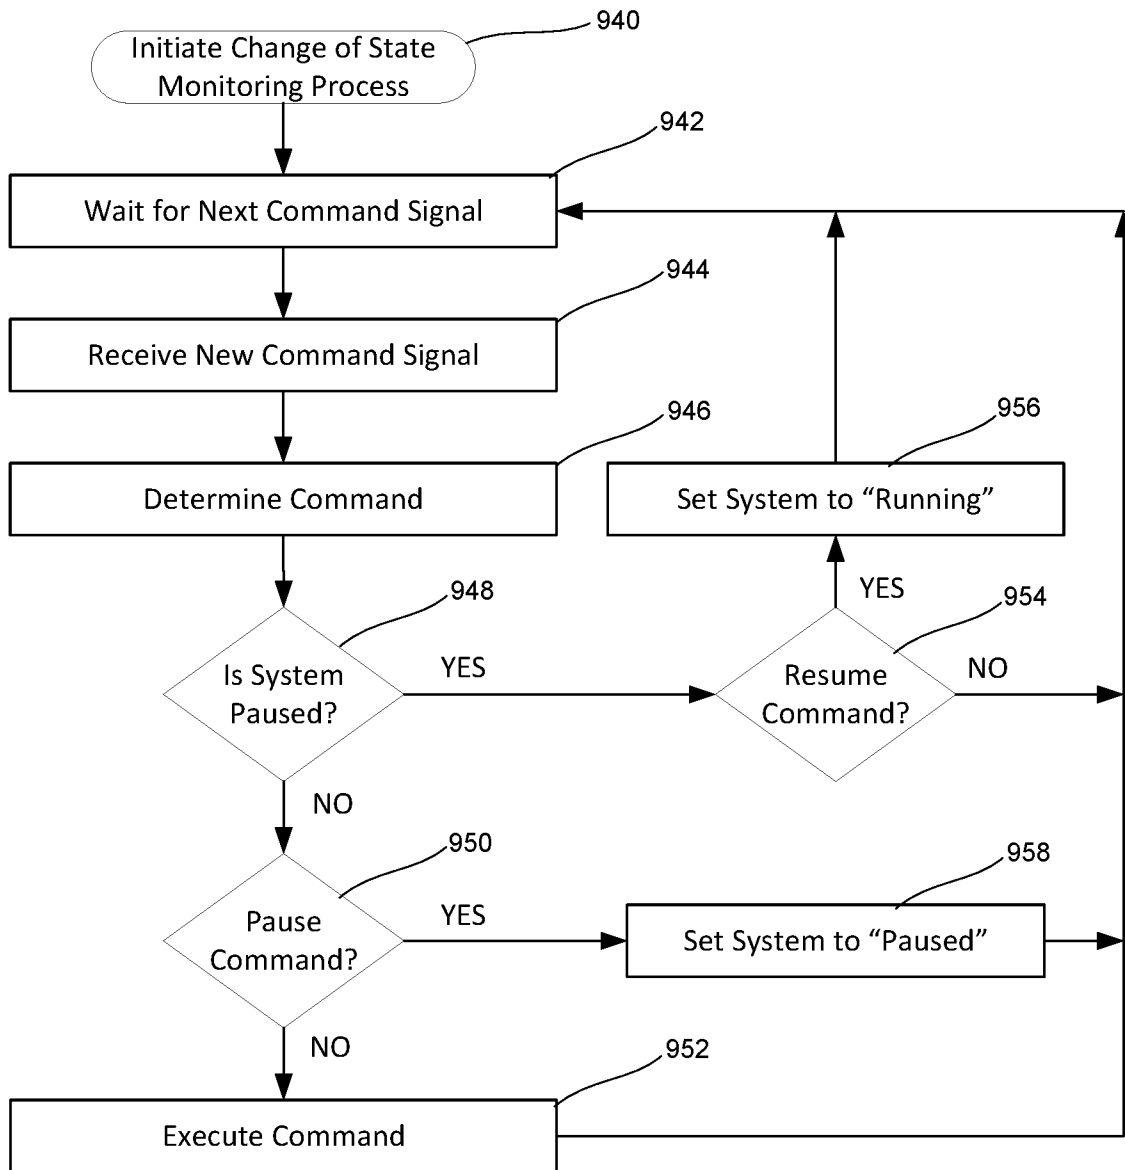 940
Initiate Change of State
Monitoring Process
942
Wait for Next Command Signal
944
Receive New Command Signal
946
Determine Command
956
Set System to “Running”
948
Is System
Paused?
YES
YES
954
Resume
Command?
NO
NO
950
Pause
Command?
YES
958
Set System to “Paused”
NO
952
Execute Command